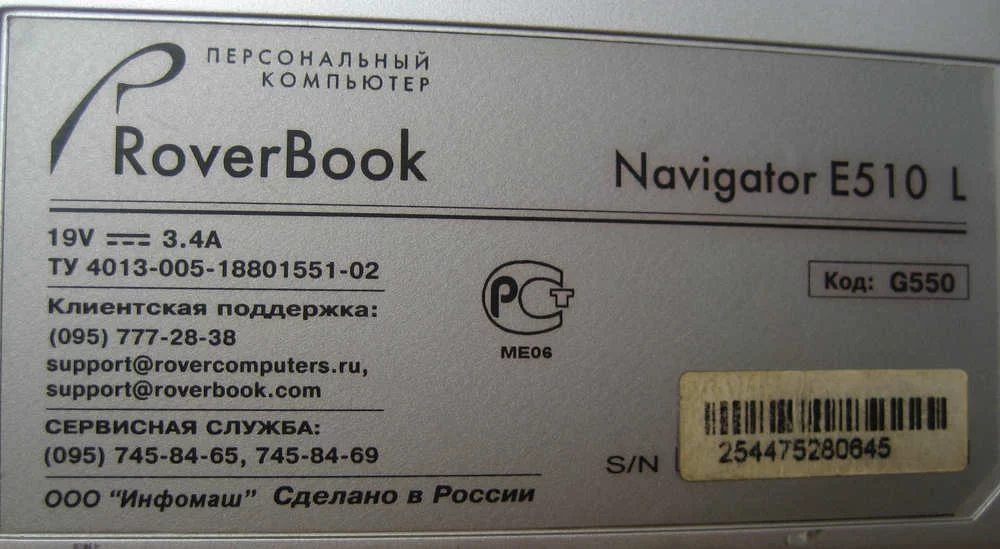 ПЕРСОНАЛЬНЫЙ
КОМПЬЮТЕР
RoverBook
Navigator E510 L
19V 3.4A
ТУ 4013-005-18801551-02
Код: G550
Клиентская поддержка:
(095) 777-28-38
support@rovercomputers.ru,
support@roverbook.com
РСТ
ME06
СЕРВИСНАЯ СЛУЖБА:
(095) 745-84-65, 745-84-69
S/N
254475280645
ООО "Инфомаш" Сделано в России